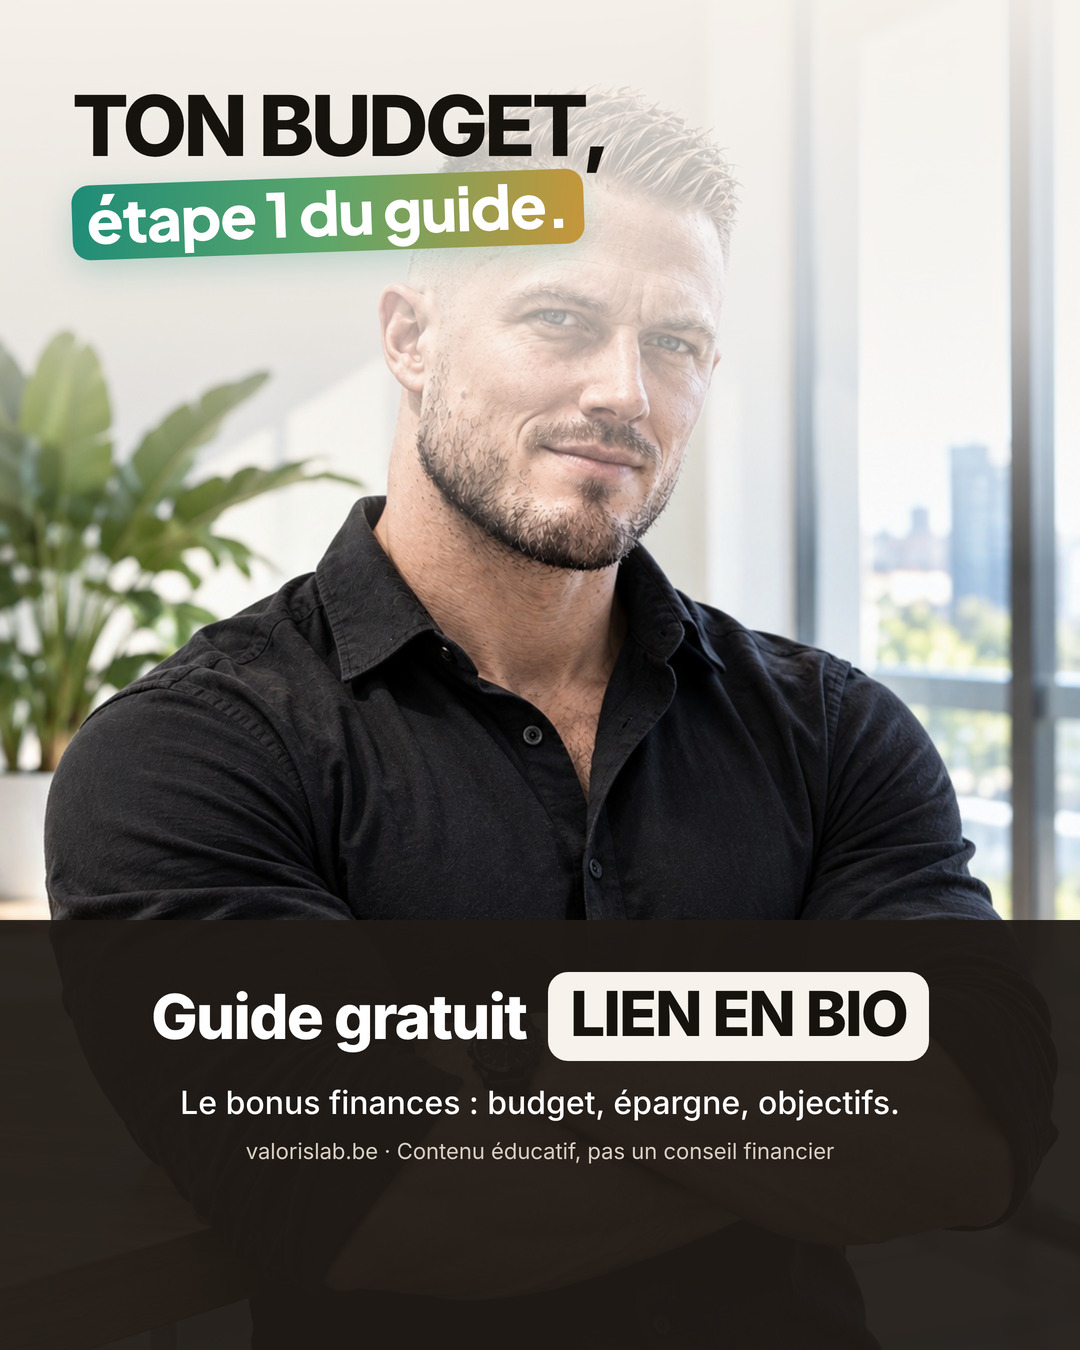 TON BUDGET,
étape 1 du guide.
Guide gratuit LIEN EN BIO
Le bonus finances : budget, épargne, objectifs.
valorislab.be · Contenu éducatif, pas un conseil financier